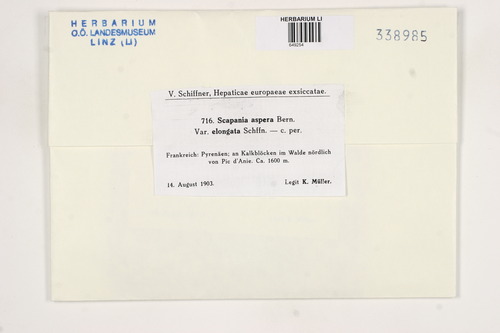 HERBARIUM
O.Ö. LANDESMUSEUM
LINZ (LI)
HERBARIUM LI
649254
338985
V. Schiffner, Hepaticae europaeae exsiccatae.
716. Scapania aspera Bern.
Var. elongata Schffn. — c. per.
Frankreich: Pyrenäen; an Kalkblöcken im Walde nördlich
von Pic d'Anie. Ca. 1600 m.
14. August 1903.
Legit K. Müller.